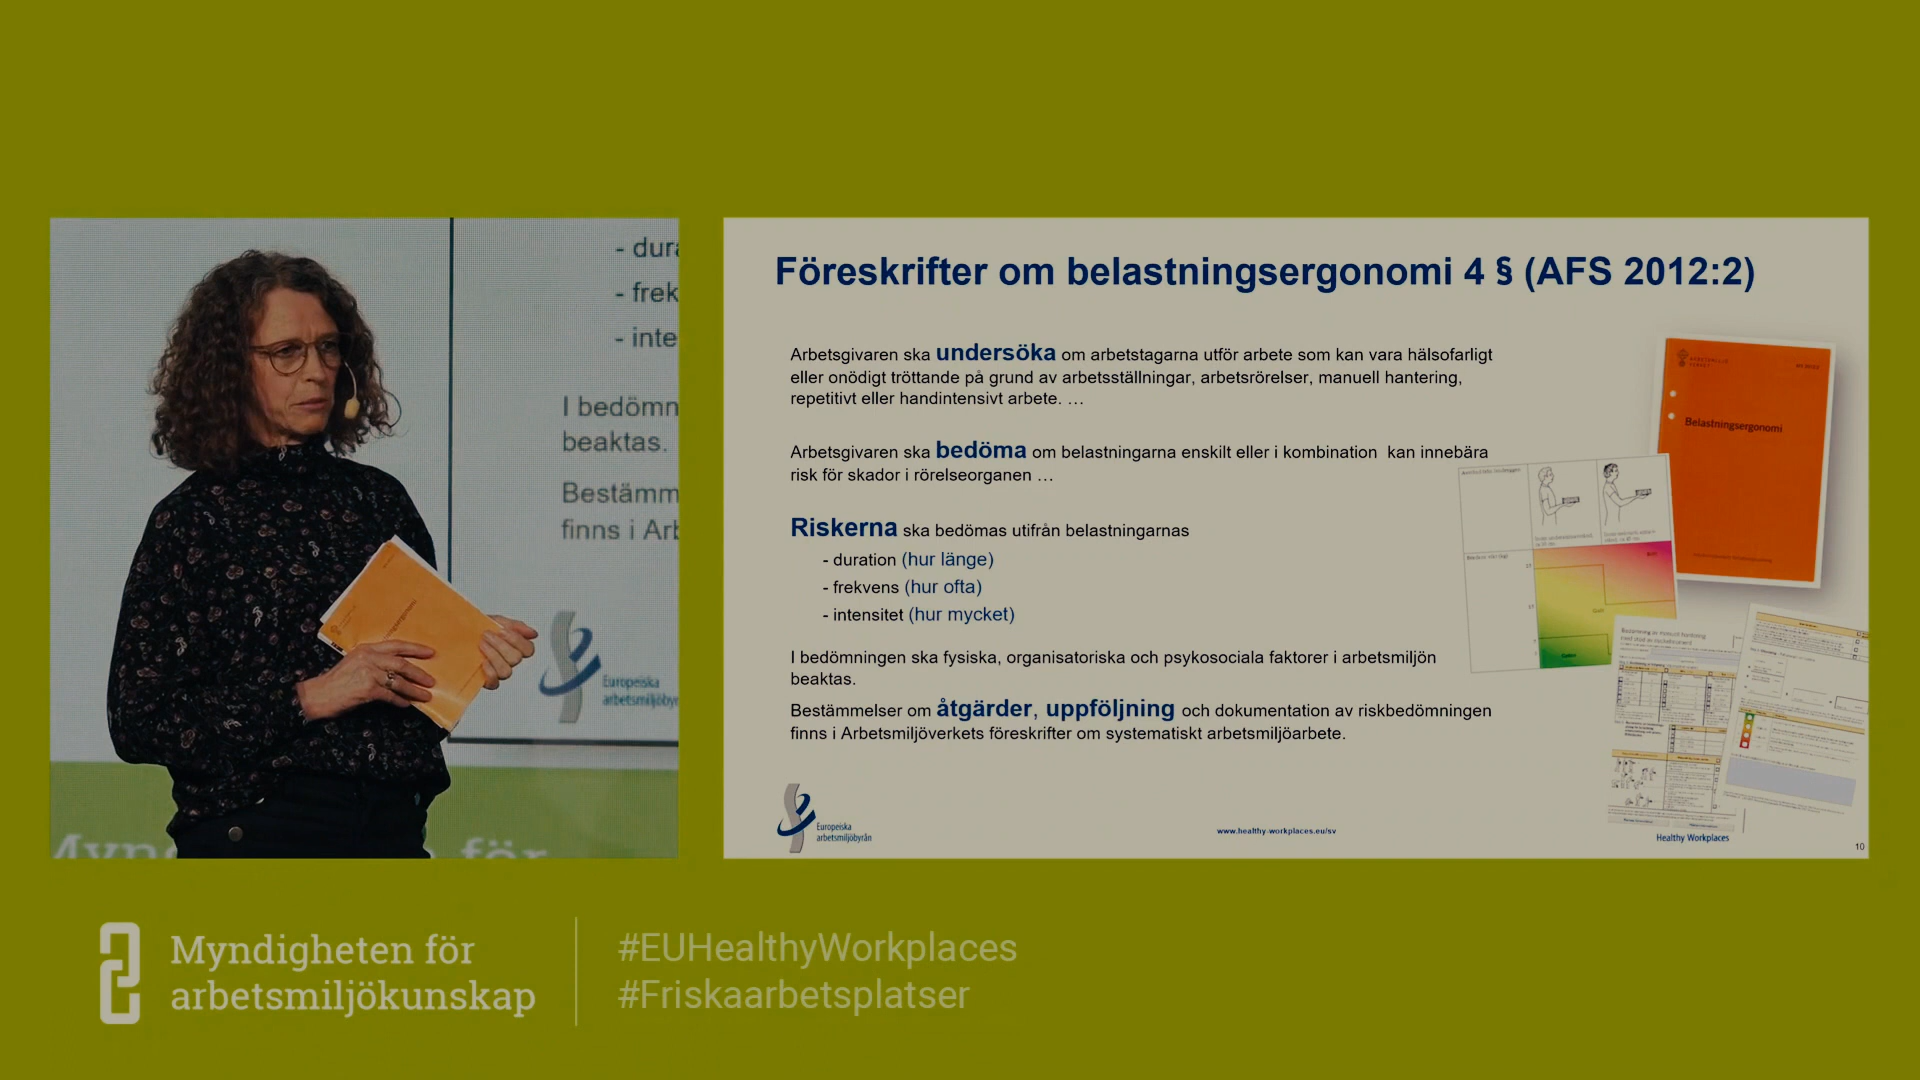 - dura
- frek
- inte
I bedömn
beaktas.
Bestämm
finns i Arb
Europeiska
arbetsmiljöbyr
Föreskrifter om belastningsergonomi 4 § (AFS 2012:2)
Arbetsgivaren ska undersöka om arbetstagarna utför arbete som kan vara hälsofarligt
eller onödigt tröttande på grund av arbetsställningar, arbetsrörelser, manuell hantering,
repetitivt eller handintensivt arbete. …
Arbetsgivaren ska bedöma om belastningarna enskilt eller i kombination kan innebära
risk för skador i rörelseorganen …
Riskerna ska bedömas utifrån belastningarnas
- duration (hur länge)
- frekvens (hur ofta)
- intensitet (hur mycket)
I bedömningen ska fysiska, organisatoriska och psykosociala faktorer i arbetsmiljön
beaktas.
Bestämmelser om åtgärder, uppföljning och dokumentation av riskbedömningen
finns i Arbetsmiljöverkets föreskrifter om systematiskt arbetsmiljöarbete.
Belastningsergonomi
Europeiska
arbetsmiljöbyrån
www.healthy-workplaces.eu/sv
Healthy Workplaces
10
Myndigheten för
arbetsmiljökunskap
#EUHealthyWorkplaces
#Friskaarbetsplatser